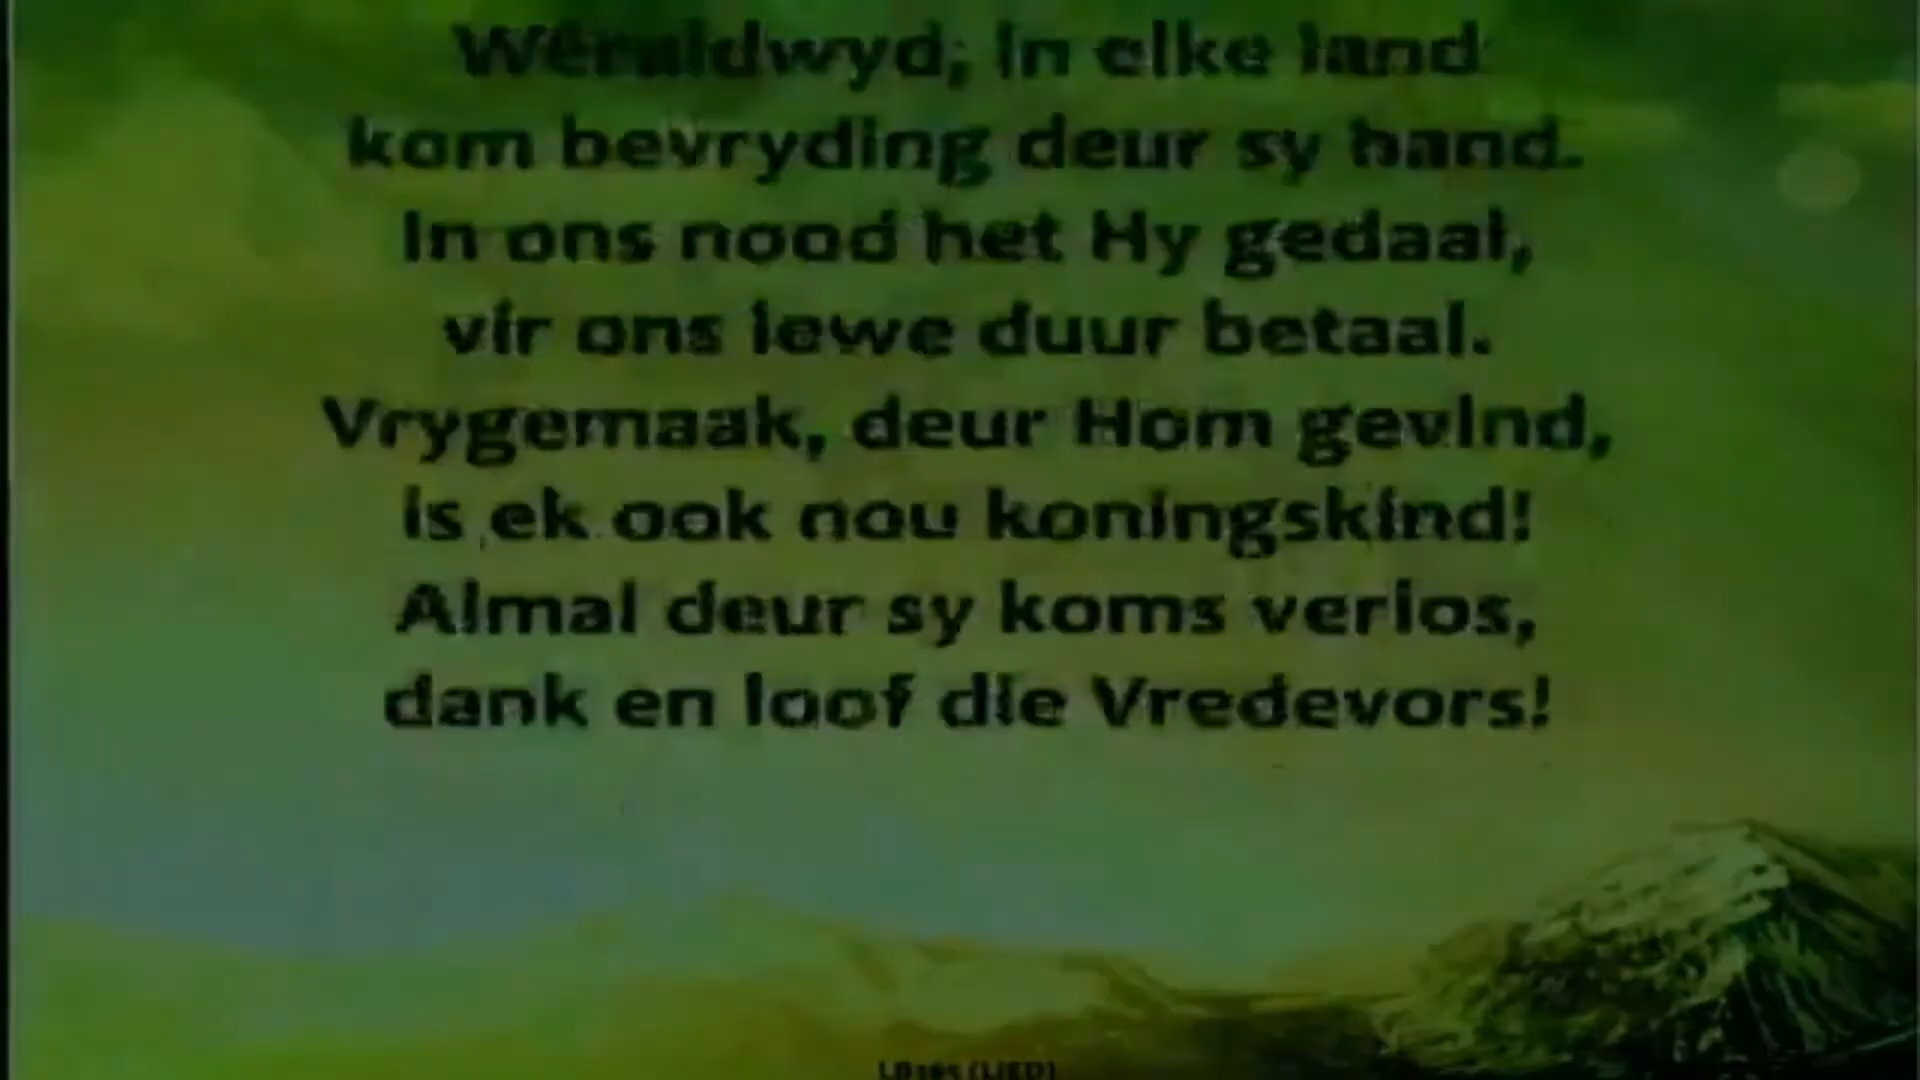 Wêraldwyd, in elke land
kom bevryding deur sy hand.
In ons nood het Hy gedaal,
vir ons lewe duur betaal.
Vrygemaak, deur Hom gevind,
is ek ook nou koningskind!
Almal deur sy koms verlos,
dank en loof die Vredevors!
(LIED)